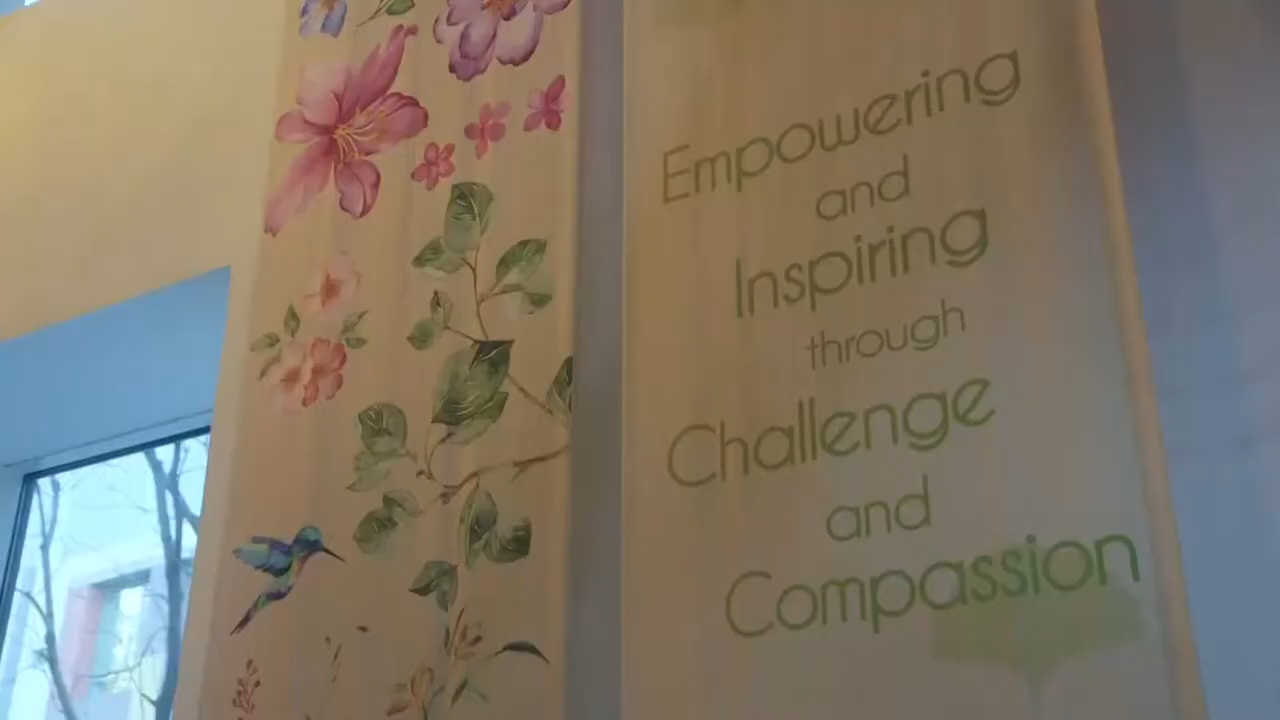 Empowering
and
Inspiring
through
Challenge
and
Compassion